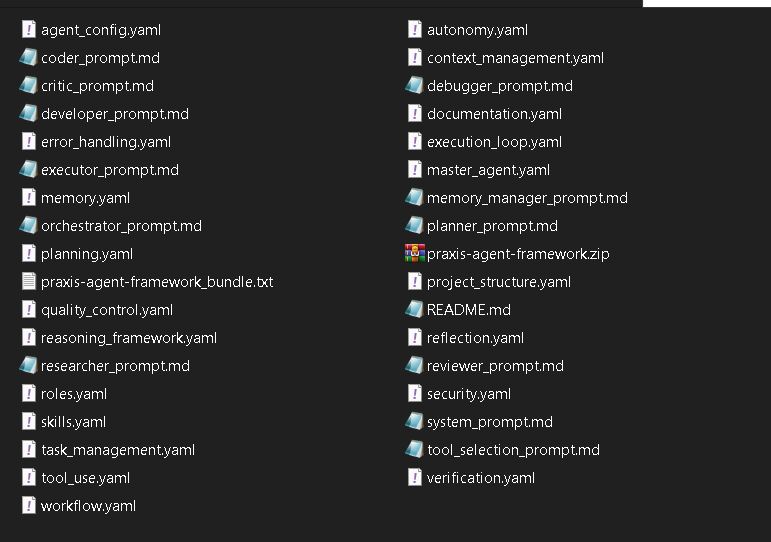 agent_config.yaml
autonomy.yaml
coder_prompt.md
context_management.yaml
critic_prompt.md
debugger_prompt.md
developer_prompt.md
documentation.yaml
error_handling.yaml
execution_loop.yaml
executor_prompt.md
master_agent.yaml
memory.yaml
memory_manager_prompt.md
orchestrator_prompt.md
planner_prompt.md
planning.yaml
praxis-agent-framework.zip
praxis-agent-framework_bundle.txt
project_structure.yaml
quality_control.yaml
README.md
reasoning_framework.yaml
reflection.yaml
researcher_prompt.md
reviewer_prompt.md
roles.yaml
security.yaml
skills.yaml
system_prompt.md
task_management.yaml
tool_selection_prompt.md
tool_use.yaml
verification.yaml
workflow.yaml